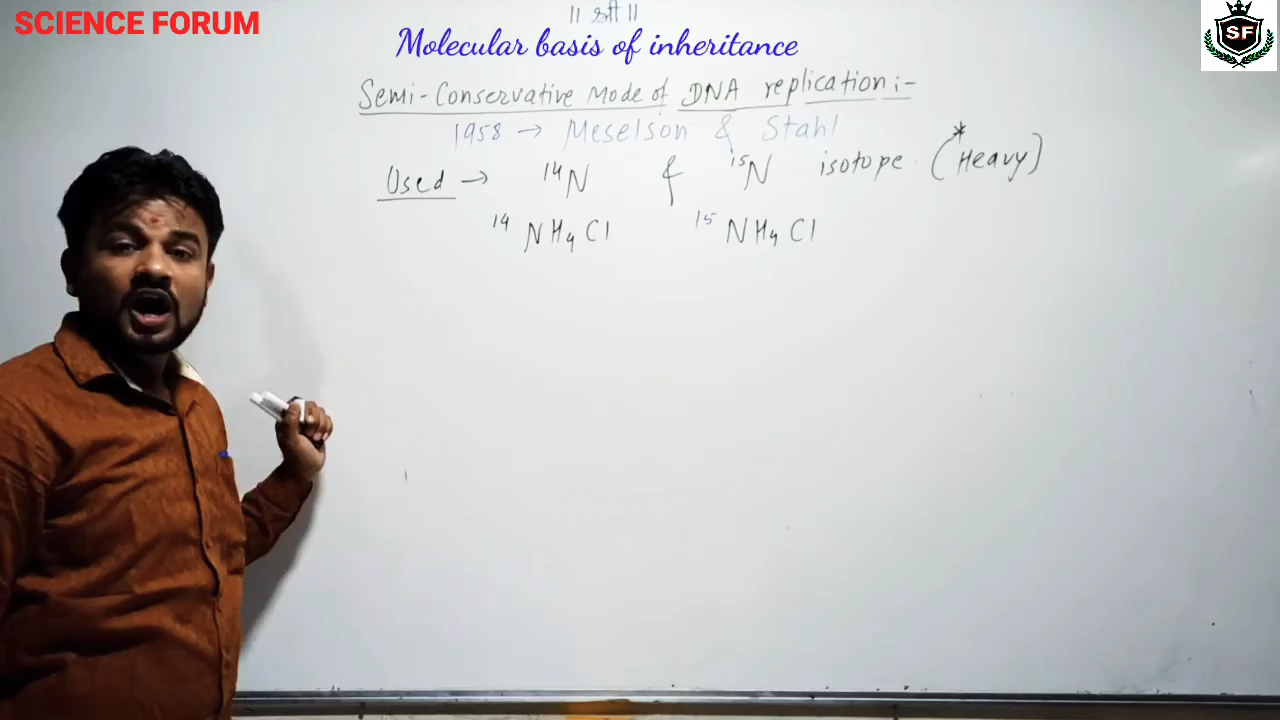 SCIENCE FORUM
|| श्री ||
SF
Molecular basis of inheritance
Semi-Conservative Mode of DNA replication:-
1958 → Meselson & Stahl
Used → ¹⁴N & ¹⁵N isotope. (*Heavy)
¹⁴NH₄Cl ¹⁵NH₄Cl